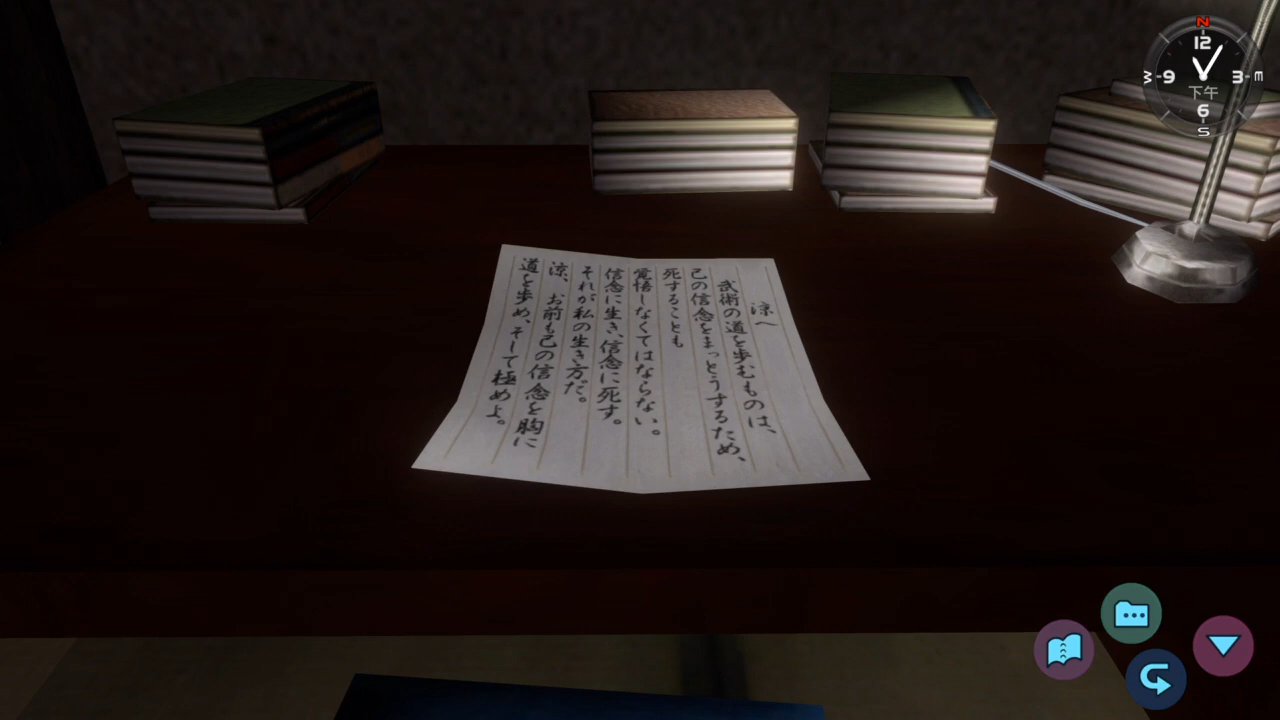 涼へ
武術の道を歩むものは、
己の信念をまっとうするため、
死することも
覚悟しなくてはならない。
信念に生き、信念に死す。
それが私の生き方だ。
涼、お前も己の信念を胸に
道を歩め、そして極めよ。
N
12
W
9
3
E
下午
6
S